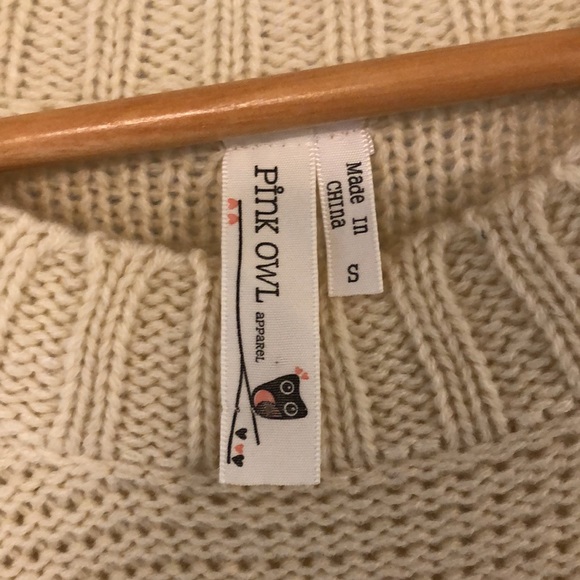 Pink OWL
apparel
Made In
CHIna
S